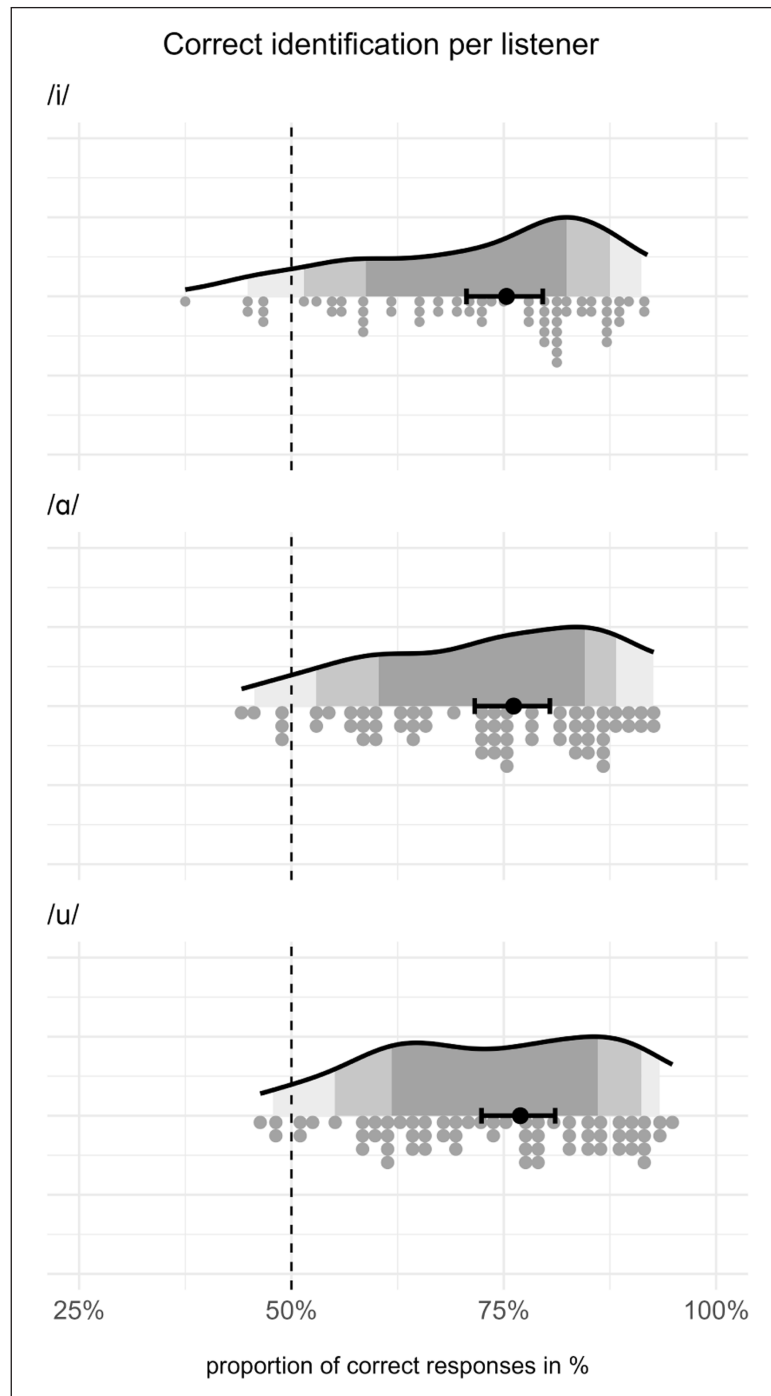 Correct identification per listener
/i/
/ɑ/
/u/
25% 50% 75% 100%
proportion of correct responses in %